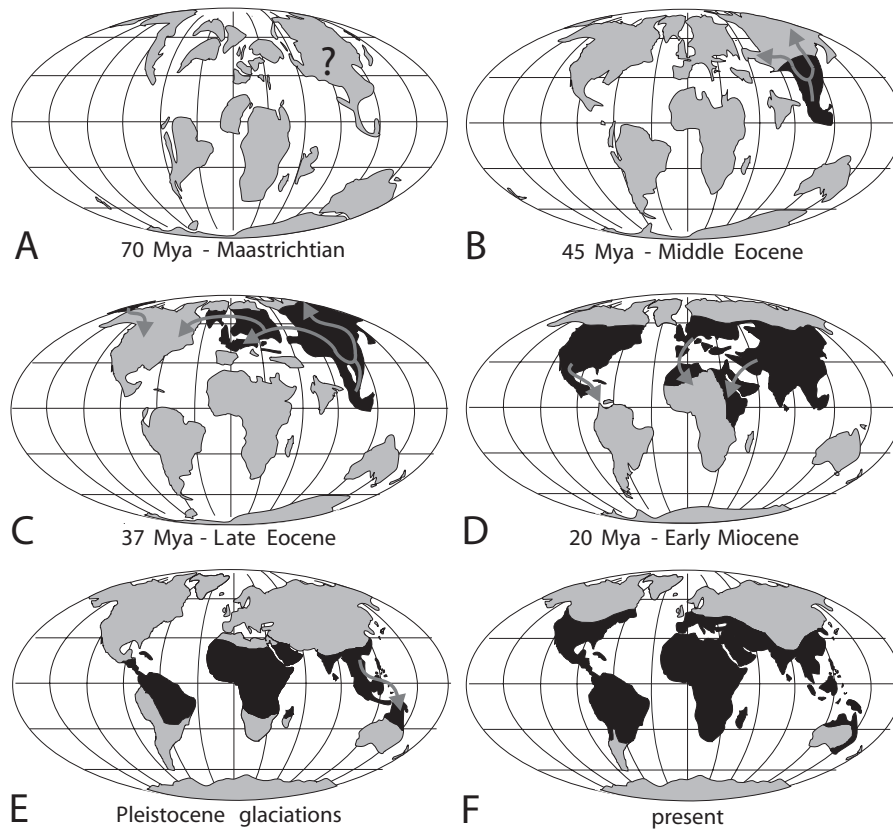 ?
A
70 Mya - Maastrichtian
B
45 Mya - Middle Eocene
C
37 Mya - Late Eocene
D
20 Mya - Early Miocene
E
Pleistocene glaciations
F
present